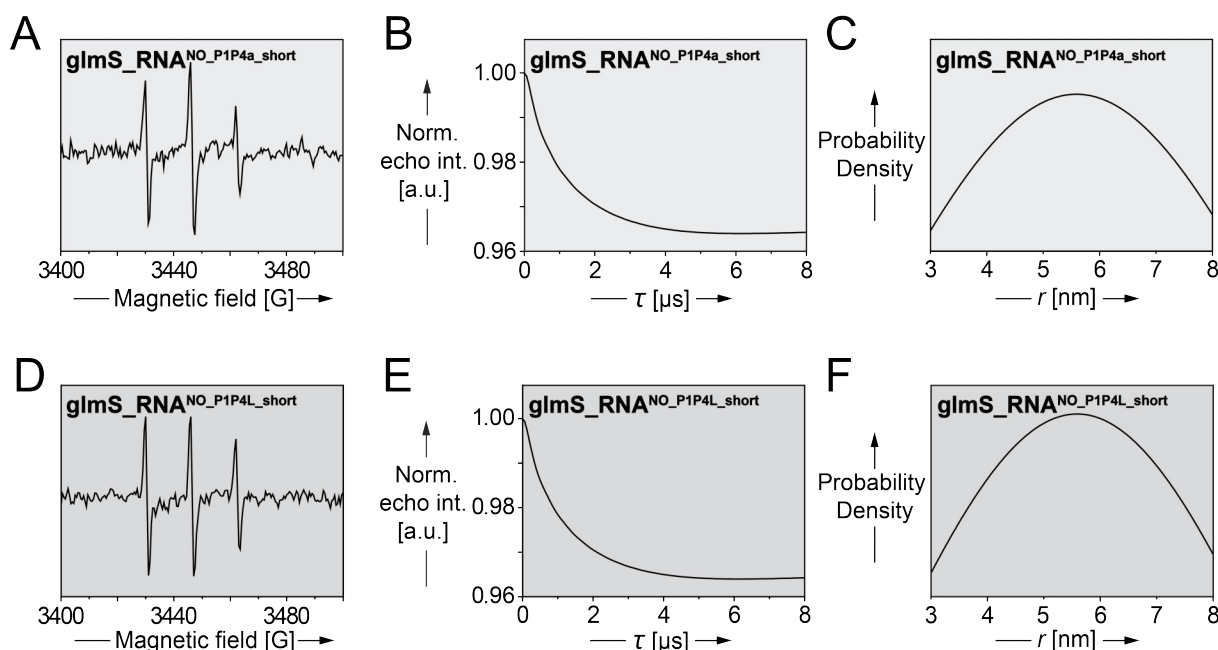 A
glmS_RNA^NO_P1P4a_short
3400 3440 3480
Magnetic field [G]
B
glmS_RNA^NO_P1P4a_short
Norm.
echo int.
[a.u.]
1.00
0.98
0.96
0 2 4 6 8
τ [µs]
C
glmS_RNA^NO_P1P4a_short
Probability
Density
3 4 5 6 7 8
r [nm]
D
glmS_RNA^NO_P1P4L_short
3400 3440 3480
Magnetic field [G]
E
glmS_RNA^NO_P1P4L_short
Norm.
echo int.
[a.u.]
1.00
0.98
0.96
0 2 4 6 8
τ [µs]
F
glmS_RNA^NO_P1P4L_short
Probability
Density
3 4 5 6 7 8
r [nm]